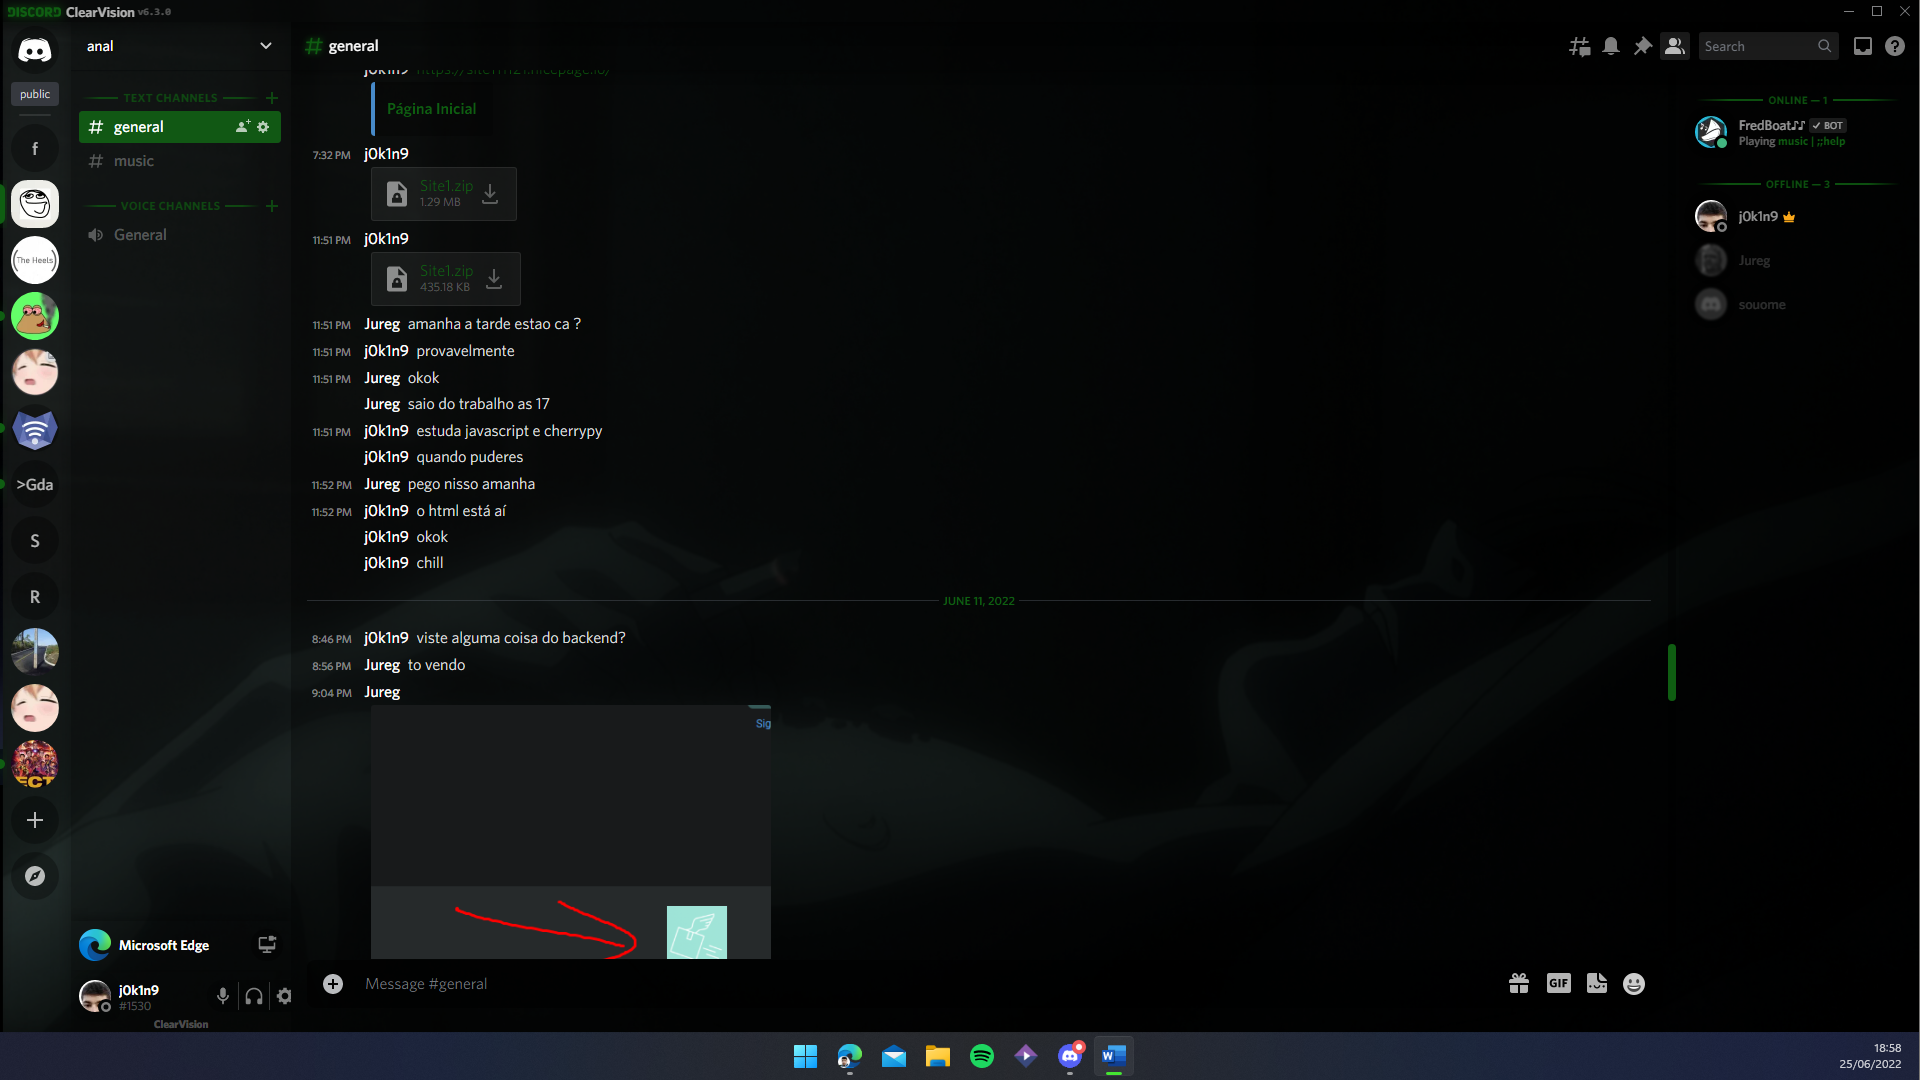 DISCORD ClearVision v6.3.0
anal
general
Search
public
TEXT CHANNELS
general
music
VOICE CHANNELS
General
f
The Heels
>Gda
S
R
ECT
j0k1n9
Página Inicial
7:32 PM j0k1n9
Site1.zip
1.29 MB
11:51 PM j0k1n9
Site1.zip
435.18 KB
11:51 PM Jureg amanha a tarde estao ca ?
11:51 PM j0k1n9 provavelmente
11:51 PM Jureg okok
Jureg saio do trabalho as 17
11:51 PM j0k1n9 estuda javascript e cherrypy
j0k1n9 quando puderes
11:52 PM Jureg pego nisso amanha
11:52 PM j0k1n9 o html está aí
j0k1n9 okok
j0k1n9 chill
JUNE 11, 2022
8:46 PM j0k1n9 viste alguma coisa do backend?
8:56 PM Jureg to vendo
9:04 PM Jureg
Sig
Message #general
GIF
ONLINE — 1
FredBoat♪♪ ✓ BOT
Playing music | ;;help
OFFLINE — 3
j0k1n9
Jureg
souome
Microsoft Edge
j0k1n9
#1530
ClearVision
W
18:58
25/06/2022